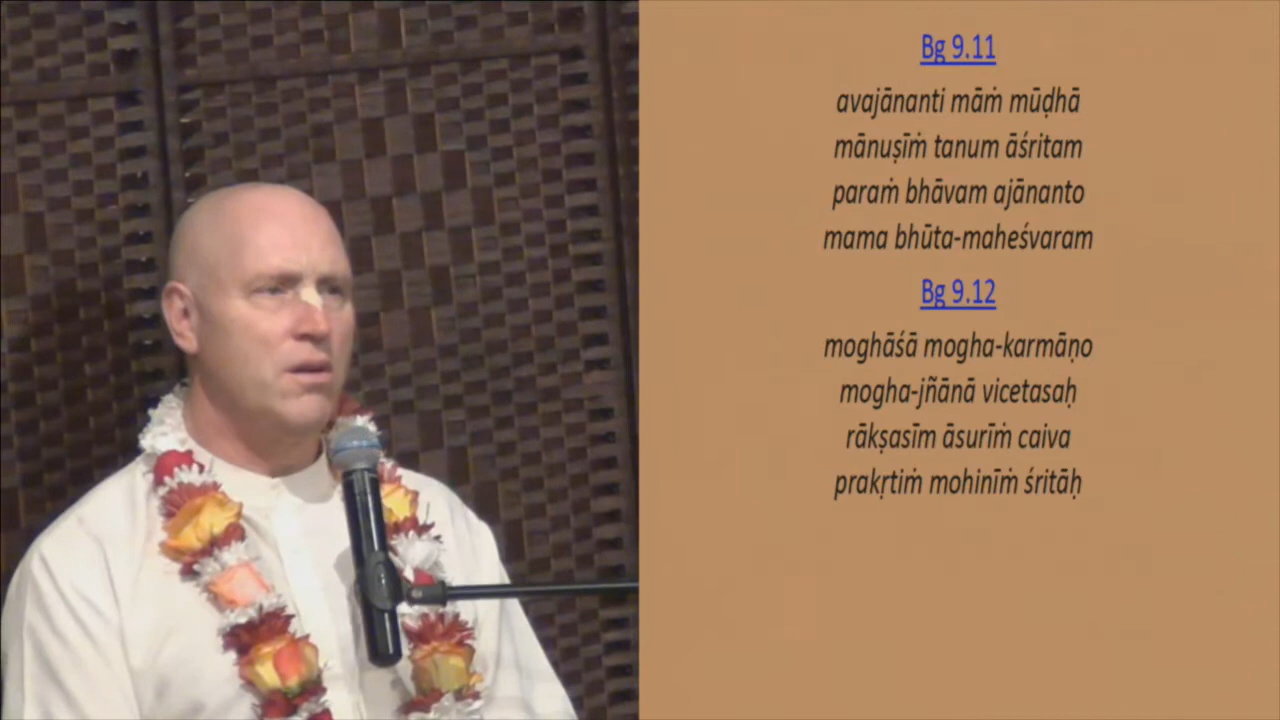 Bg 9.11
avajānanti māṁ mūḍhā
mānuṣīṁ tanum āśritam
paraṁ bhāvam ajānanto
mama bhūta-maheśvaram
Bg 9.12
moghāśā mogha-karmāṇo
mogha-jñānā vicetasaḥ
rākṣasīm āsurīṁ caiva
prakṛtiṁ mohinīṁ śritāḥ